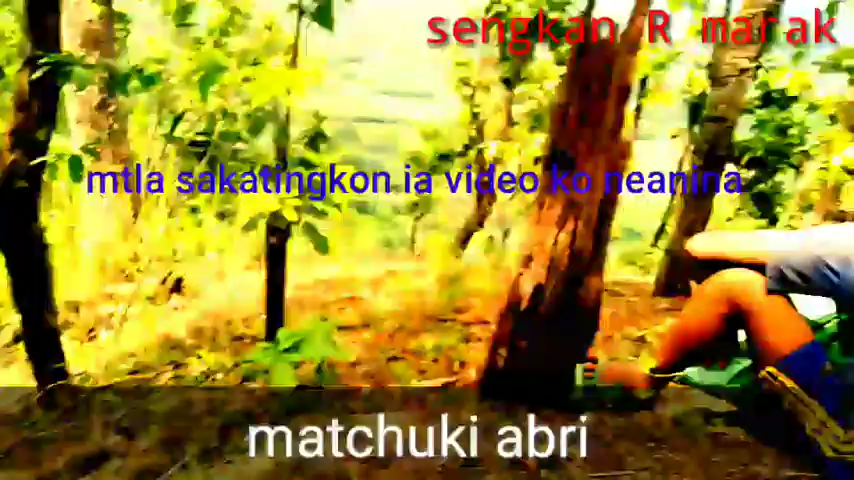 sengkan R marak
mtla sakatingkon ia video ko neanina
matchuki abri